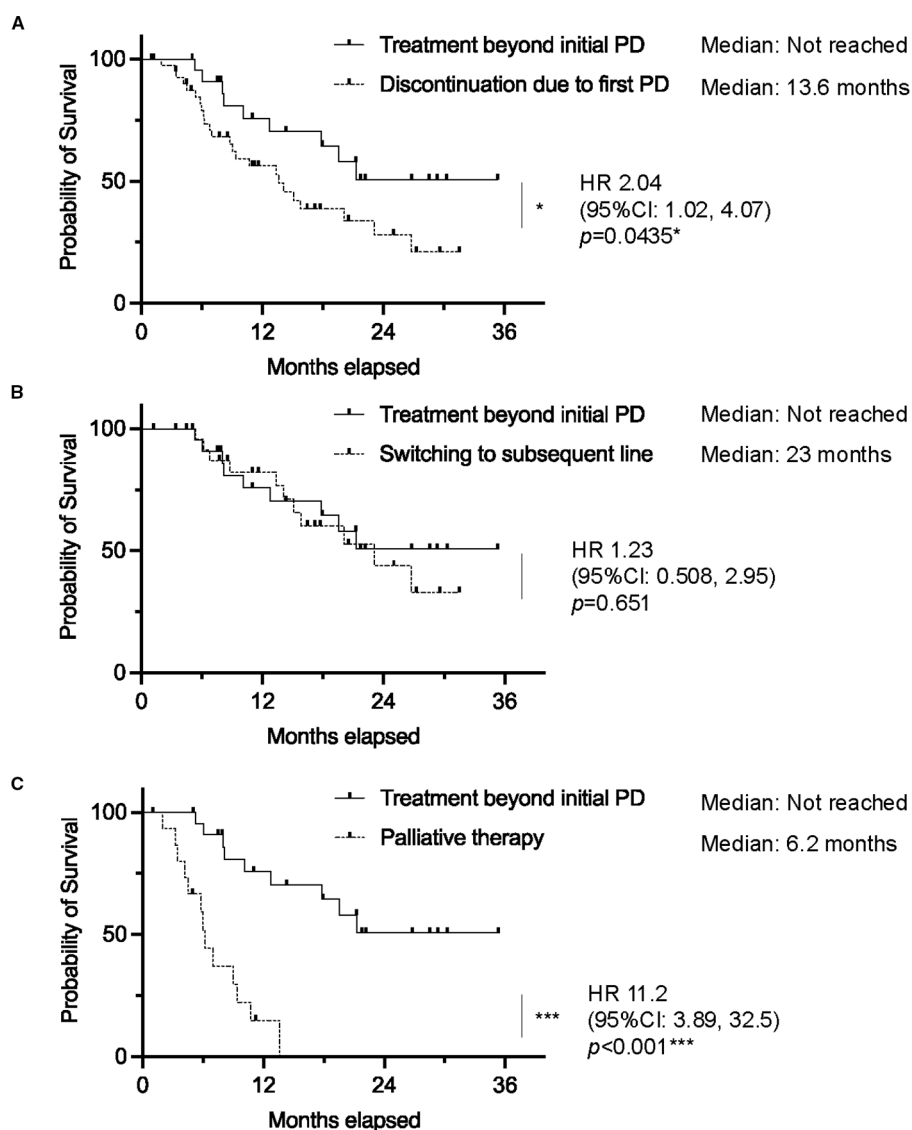 A
Treatment beyond initial PD Median: Not reached
Discontinuation due to first PD Median: 13.6 months
Probability of Survival
100
50
0
HR 2.04
(95%CI: 1.02, 4.07)
p=0.0435*
*
0 12 24 36
Months elapsed
B
Treatment beyond initial PD Median: Not reached
Switching to subsequent line Median: 23 months
Probability of Survival
100
50
0
HR 1.23
(95%CI: 0.508, 2.95)
p=0.651
0 12 24 36
Months elapsed
C
Treatment beyond initial PD Median: Not reached
Palliative therapy Median: 6.2 months
Probability of Survival
100
50
0
HR 11.2
(95%CI: 3.89, 32.5)
p<0.001***
***
0 12 24 36
Months elapsed